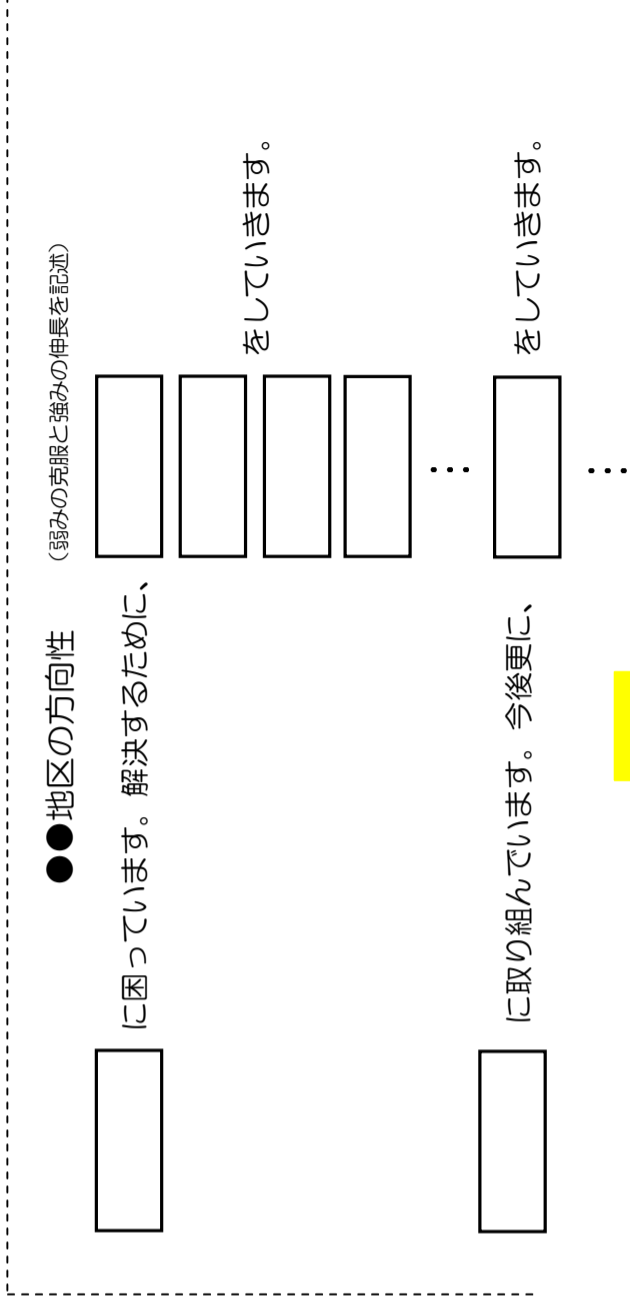 ●●地区の方向性
（弱みの克服と強みの伸長を記述）
に困っています。解決するために、
をしていきます。
…
に取り組んでいます。今後更に、
をしていきます。
…